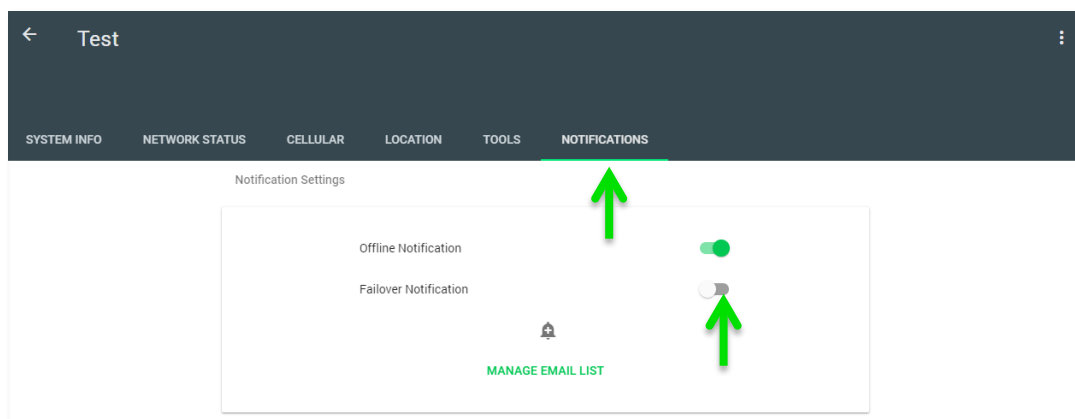 Test
SYSTEM INFO NETWORK STATUS CELLULAR LOCATION TOOLS NOTIFICATIONS
Notification Settings
Offline Notification
Failover Notification
MANAGE EMAIL LIST